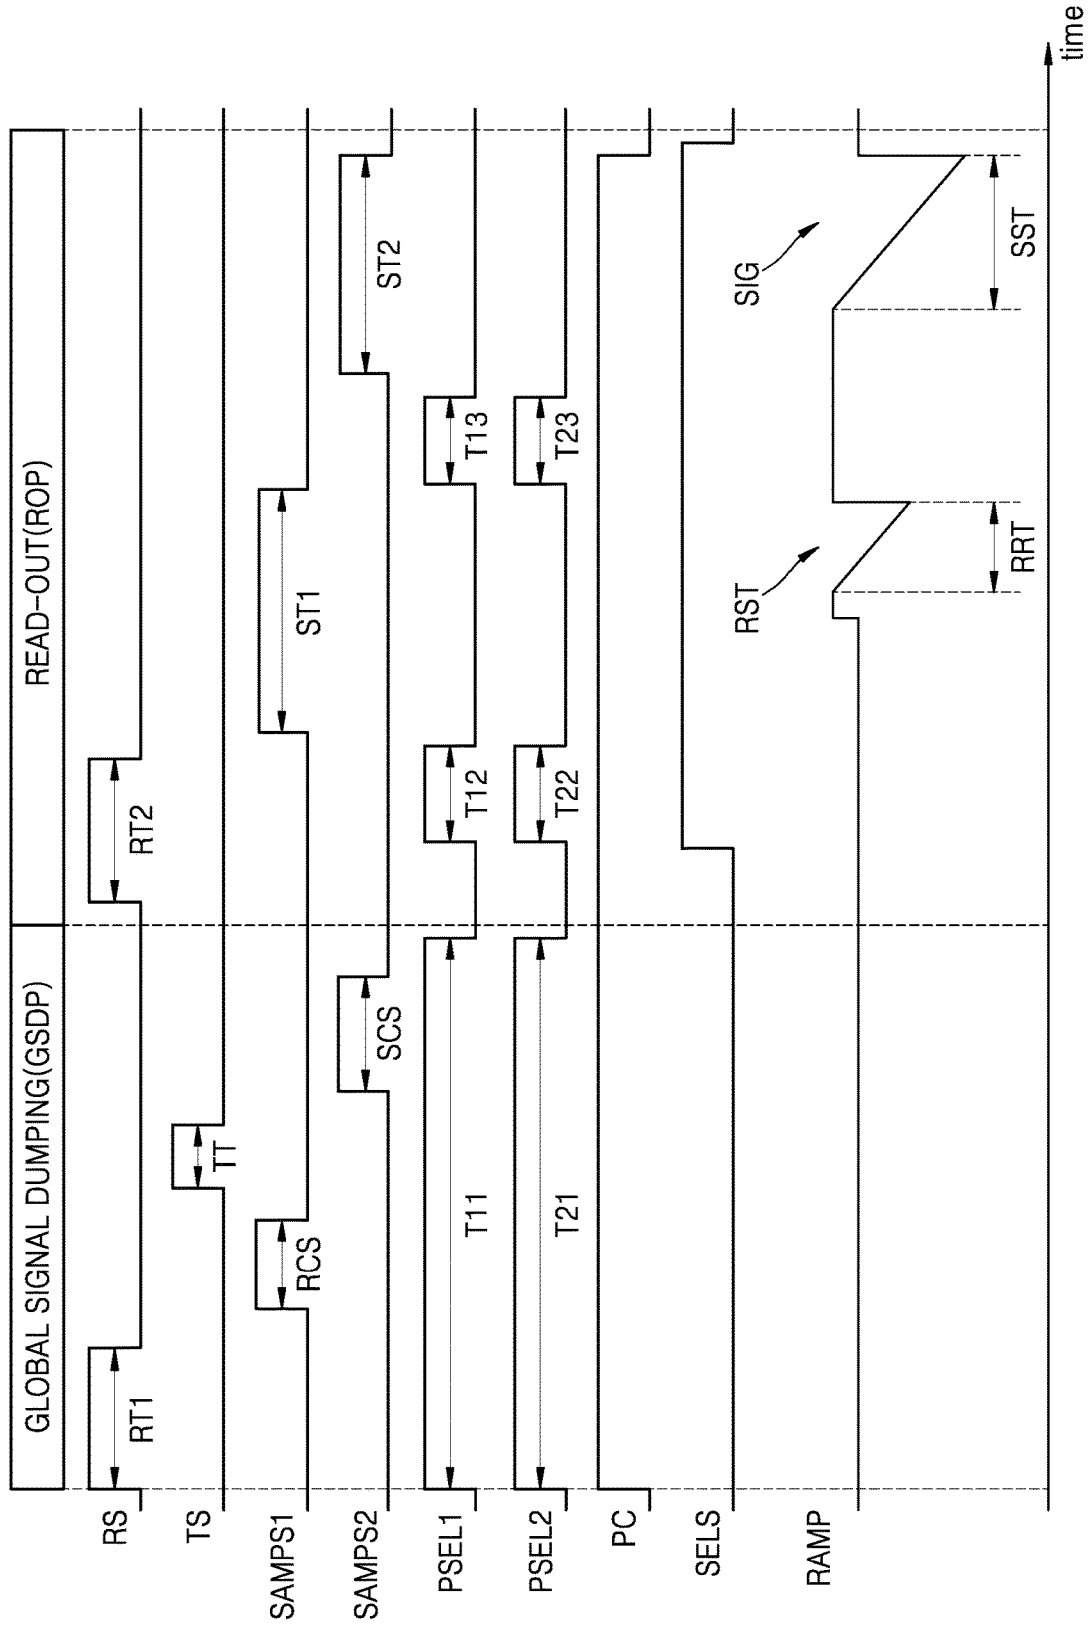 GLOBAL SIGNAL DUMPING(GSDP)
READ-OUT(ROP)
RS
RT1
RT2
TS
TT
SAMPS1
RCS
ST1
SAMPS2
SCS
ST2
PSEL1
T11
T12
T13
PSEL2
T21
T22
T23
PC
SELS
RAMP
RST
SIG
RRT
SST
time